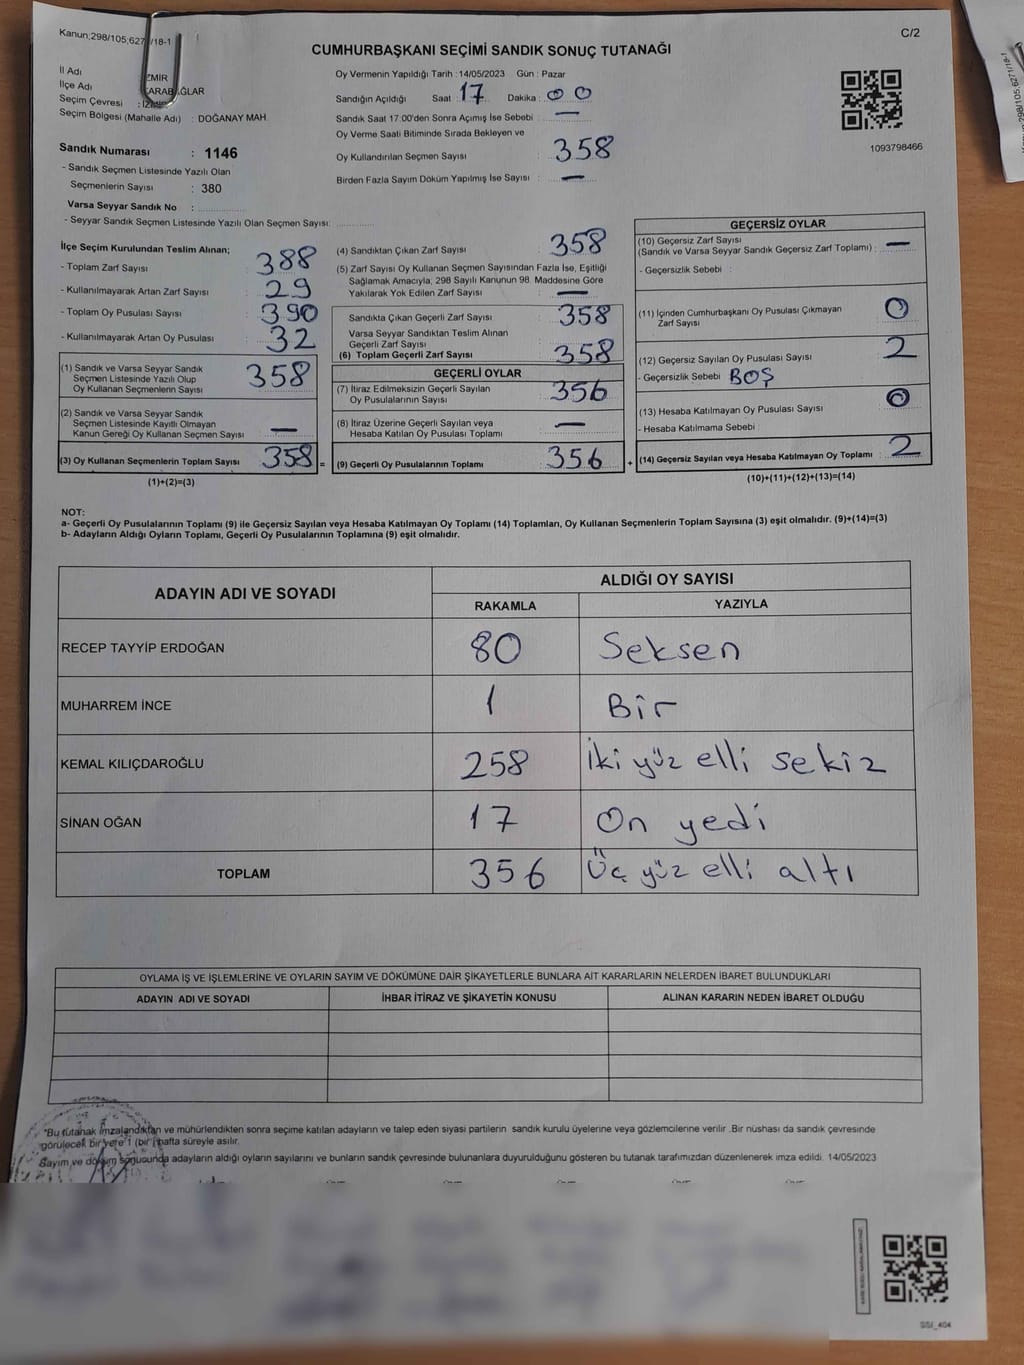 Kanun;298/105;627 /18-1
C/2
CUMHURBAŞKANI SEÇİMİ SANDIK SONUÇ TUTANAĞI
İl Adı : İZMİR
İlçe Adı KARABAĞLAR
Seçim Çevresi : İZMİR
Seçim Bölgesi (Mahalle Adı) : DOĞANAY MAH.
Sandık Numarası : 1146
- Sandık Seçmen Listesinde Yazılı Olan
Seçmenlerin Sayısı : 380
Varsa Seyyar Sandık No :
- Seyyar Sandık Seçmen Listesinde Yazılı Olan Seçmen Sayısı:
Oy Vermenin Yapıldığı Tarih : 14/05/2023 Gün : Pazar
Sandığın Açıldığı Saat : 17 Dakika : 00
Sandık Saat 17:00'den Sonra Açımış İse Sebebi : —
Oy Verme Saati Bitiminde Sırada Bekleyen ve
Oy Kullandırılan Seçmen Sayısı : 358
Birden Fazla Sayım Döküm Yapılmış İse Sayısı : —
1093798466
İlçe Seçim Kurulundan Teslim Alınan;
- Toplam Zarf Sayısı : 388
- Kullanılmayarak Artan Zarf Sayısı : 29
- Toplam Oy Pusulası Sayısı : 390
- Kullanılmayarak Artan Oy Pusulası : 32
(1) Sandık ve Varsa Seyyar Sandık
Seçmen Listesinde Yazılı Olup
Oy Kullanan Seçmenlerin Sayısı : 358
(2) Sandık ve Varsa Seyyar Sandık
Seçmen Listesinde Kayıtlı Olmayan
Kanun Gereği Oy Kullanan Seçmen Sayısı : —
(3) Oy Kullanan Seçmenlerin Toplam Sayısı : 358
(1)+(2)=(3)
(4) Sandıktan Çıkan Zarf Sayısı : 358
(5) Zarf Sayısı Oy Kullanan Seçmen Sayısından Fazla İse, Eşitliği
Sağlamak Amacıyla; 298 Sayılı Kanunun 98. Maddesine Göre
Yakılarak Yok Edilen Zarf Sayısı : —
Sandıkta Çıkan Geçerli Zarf Sayısı : 358
Varsa Seyyar Sandıktan Teslim Alınan
Geçerli Zarf Sayısı :
(6) Toplam Geçerli Zarf Sayısı : 358
GEÇERLİ OYLAR
(7) İtiraz Edilmeksizin Geçerli Sayılan
Oy Pusulalarının Sayısı : 356
(8) İtiraz Üzerine Geçerli Sayılan veya
Hesaba Katılan Oy Pusulası Toplamı : —
= (9) Geçerli Oy Pusulalarının Toplamı : 356 +
GEÇERSİZ OYLAR
(10) Geçersiz Zarf Sayısı
(Sandık ve Varsa Seyyar Sandık Geçersiz Zarf Toplamı) : —
- Geçersizlik Sebebi :
(11) İçinden Cumhurbaşkanı Oy Pusulası Çıkmayan
Zarf Sayısı : 0
(12) Geçersiz Sayılan Oy Pusulası Sayısı : 2
- Geçersizlik Sebebi : BOŞ
(13) Hesaba Katılmayan Oy Pusulası Sayısı : 0
- Hesaba Katılmama Sebebi :
(14) Geçersiz Sayılan veya Hesaba Katılmayan Oy Toplamı : 2
(10)+(11)+(12)+(13)=(14)
NOT:
a- Geçerli Oy Pusulalarının Toplamı (9) ile Geçersiz Sayılan veya Hesaba Katılmayan Oy Toplamı (14) Toplamları, Oy Kullanan Seçmenlerin Toplam Sayısına (3) eşit olmalıdır. (9)+(14)=(3)
b- Adayların Aldığı Oyların Toplamı, Geçerli Oy Pusulalarının Toplamına (9) eşit olmalıdır.
ADAYIN ADI VE SOYADI
ALDIĞI OY SAYISI
RAKAMLA YAZIYLA
RECEP TAYYİP ERDOĞAN 80 Seksen
MUHARREM İNCE 1 Bir
KEMAL KILIÇDAROĞLU 258 İki yüz elli sekiz
SİNAN OĞAN 17 On yedi
TOPLAM 356 Üç yüz elli altı
OYLAMA İŞ VE İŞLEMLERİNE VE OYLARIN SAYIM VE DÖKÜMÜNE DAİR ŞİKAYETLERLE BUNLARA AİT KARARLARIN NELERDEN İBARET BULUNDUKLARI
ADAYIN ADI VE SOYADI İHBAR İTİRAZ VE ŞİKAYETİN KONUSU ALINAN KARARIN NEDEN İBARET OLDUĞU
*Bu tutanak İmzalandıktan ve mühürlendikten sonra seçime katılan adayların ve talep eden siyasi partilerin sandık kurulu üyelerine veya gözlemcilerine verilir .Bir nüshası da sandık çevresinde
görülecek bir yere 1 (bir) hafta süreyle asılır.
Sayım ve döküm sonucunda adayların aldığı oyların sayılarını ve bunların sandık çevresinde bulunanlara duyurulduğunu gösteren bu tutanak tarafımızdan düzenlenerek imza edildi. 14/05/2023
SSI_404
298/105;6271/18-1